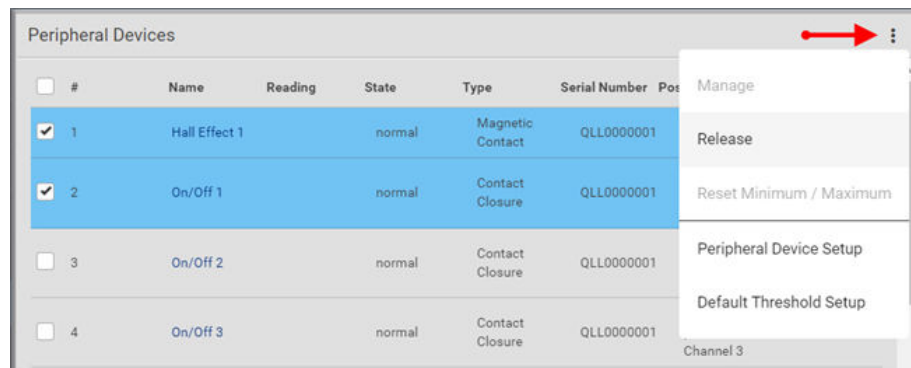 Peripheral Devices
# Name Reading State Type Serial Number Pos
Manage
1 Hall Effect 1 normal Magnetic Contact QLL0000001
Release
2 On/Off 1 normal Contact Closure QLL0000001
Reset Minimum / Maximum
3 On/Off 2 normal Contact Closure QLL0000001
Peripheral Device Setup
Default Threshold Setup
4 On/Off 3 normal Contact Closure QLL0000001
Channel 3